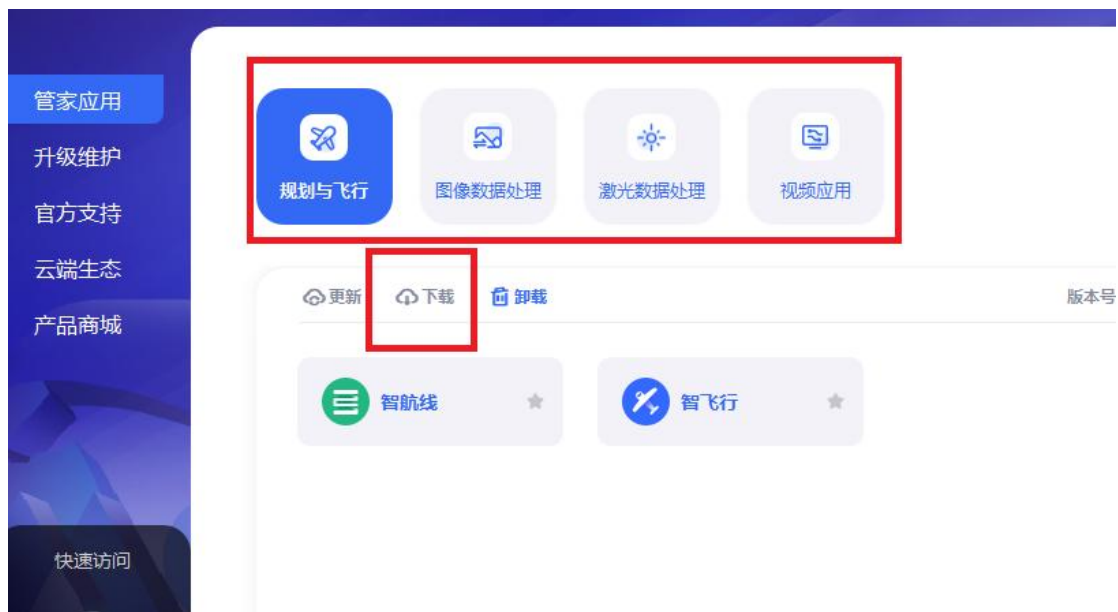 管家应用
升级维护
官方支持
云端生态
产品商城
快速访问
规划与飞行
图像数据处理
激光数据处理
视频应用
更新
下载
卸载
版本号
智航线
智飞行